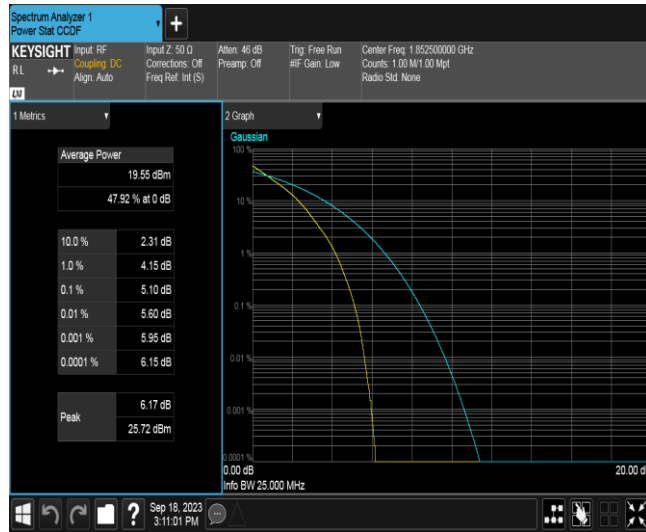 Spectrum Analyzer 1
Power Stat CCDF
KEYSIGHT
RL
LXI
Input: RF
Coupling: DC
Align: Auto
Input Z: 50 Ω
Corrections: Off
Freq Ref: Int (S)
Atten: 46 dB
Preamp: Off
Trig: Free Run
#IF Gain: Low
Center Freq: 1.852500000 GHz
Counts: 1.00 M/1.00 Mpt
Radio Std: None
1 Metrics
Average Power
19.55 dBm
47.92 % at 0 dB
10.0 % 2.31 dB
1.0 % 4.15 dB
0.1 % 5.10 dB
0.01 % 5.60 dB
0.001 % 5.95 dB
0.0001 % 6.15 dB
Peak
6.17 dB
25.72 dBm
2 Graph
Gaussian
100 %
10 %
1 %
0.1 %
0.01 %
0.001 %
0.0001 %
0.00 dB
20.00 d
Info BW 25.000 MHz
?
Sep 18, 2023
3:11:01 PM